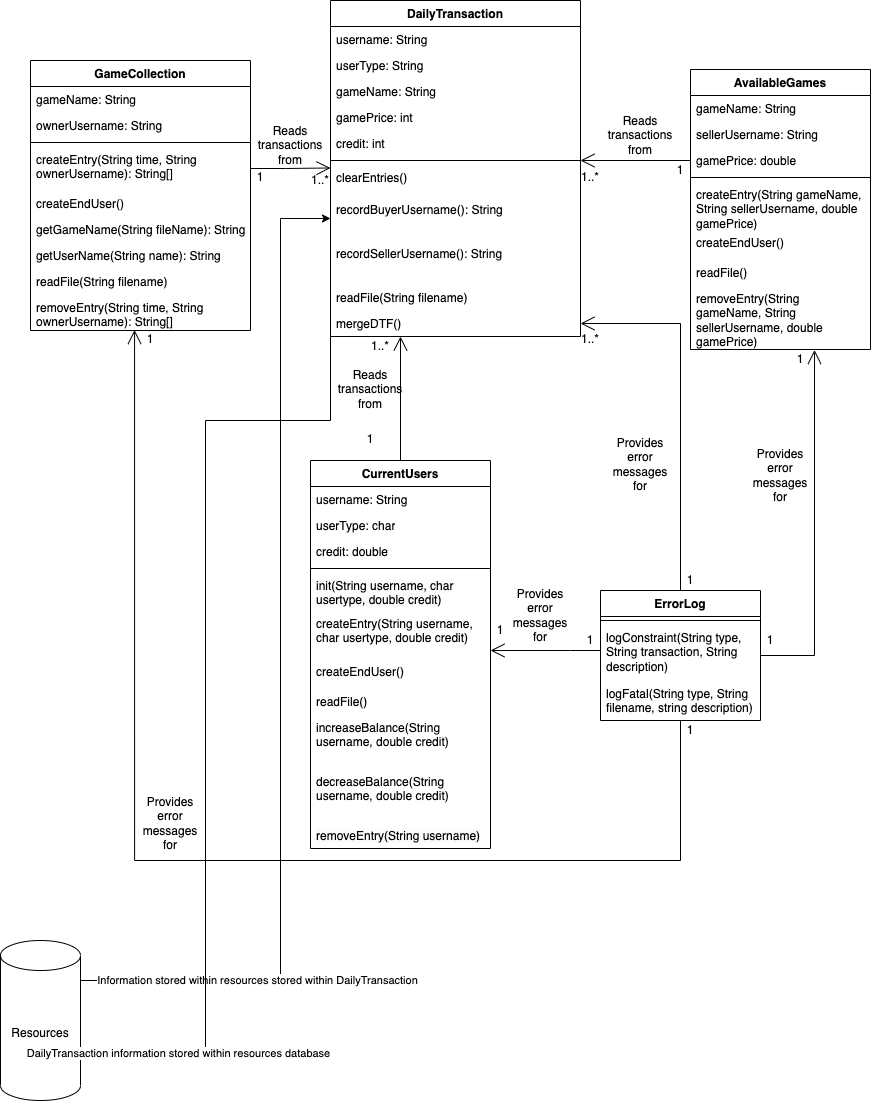 DailyTransaction
username: String
userType: String
gameName: String
gamePrice: int
credit: int
clearEntries()
recordBuyerUsername(): String
recordSellerUsername(): String
readFile(String filename)
mergeDTF()
GameCollection
gameName: String
ownerUsername: String
createEntry(String time, String
ownerUsername): String[]
createEndUser()
getGameName(String fileName): String
getUserName(String name): String
readFile(String filename)
removeEntry(String time, String
ownerUsername): String[]
Reads
transactions
from
1
1..*
AvailableGames
gameName: String
sellerUsername: String
gamePrice: double
createEntry(String gameName,
String sellerUsername, double
gamePrice)
createEndUser()
readFile()
removeEntry(String
gameName, String
sellerUsername, double
gamePrice)
Reads
transactions
from
1
1..*
1
1..*
1..*
1
Reads
transactions
from
1
CurrentUsers
username: String
userType: char
credit: double
init(String username, char
usertype, double credit)
createEntry(String username,
char usertype, double credit)
createEndUser()
readFile()
increaseBalance(String
username, double credit)
decreaseBalance(String
username, double credit)
removeEntry(String username)
Provides
error
messages
for
Provides
error
messages
for
1
Provides
error
messages
for
1
1
ErrorLog
logConstraint(String type,
String transaction, String
description)
logFatal(String type, String
filename, string description)
1
1
Provides
error
messages
for
Information stored within resources stored within DailyTransaction
Resources
DailyTransaction information stored within resources database